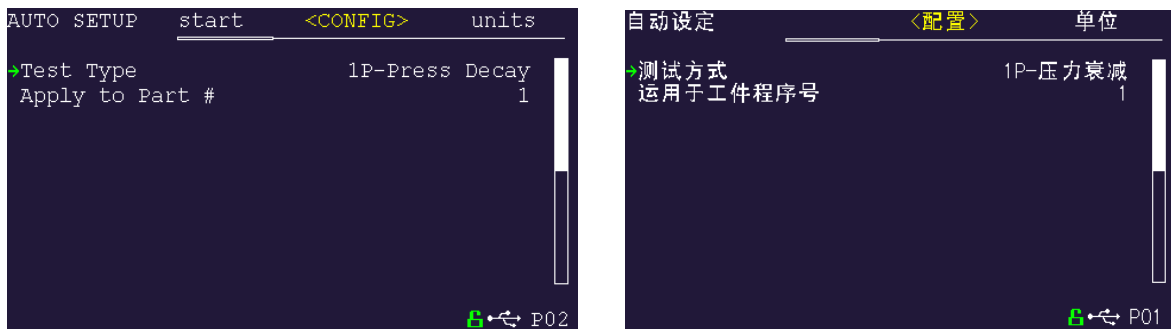 AUTO SETUP start <CONFIG> units
→Test Type 1P-Press Decay
Apply to Part # 1
P02
自动设定 <配置> 单位
→测试方式 1P-压力衰减
运用于工件程序号 1
P01